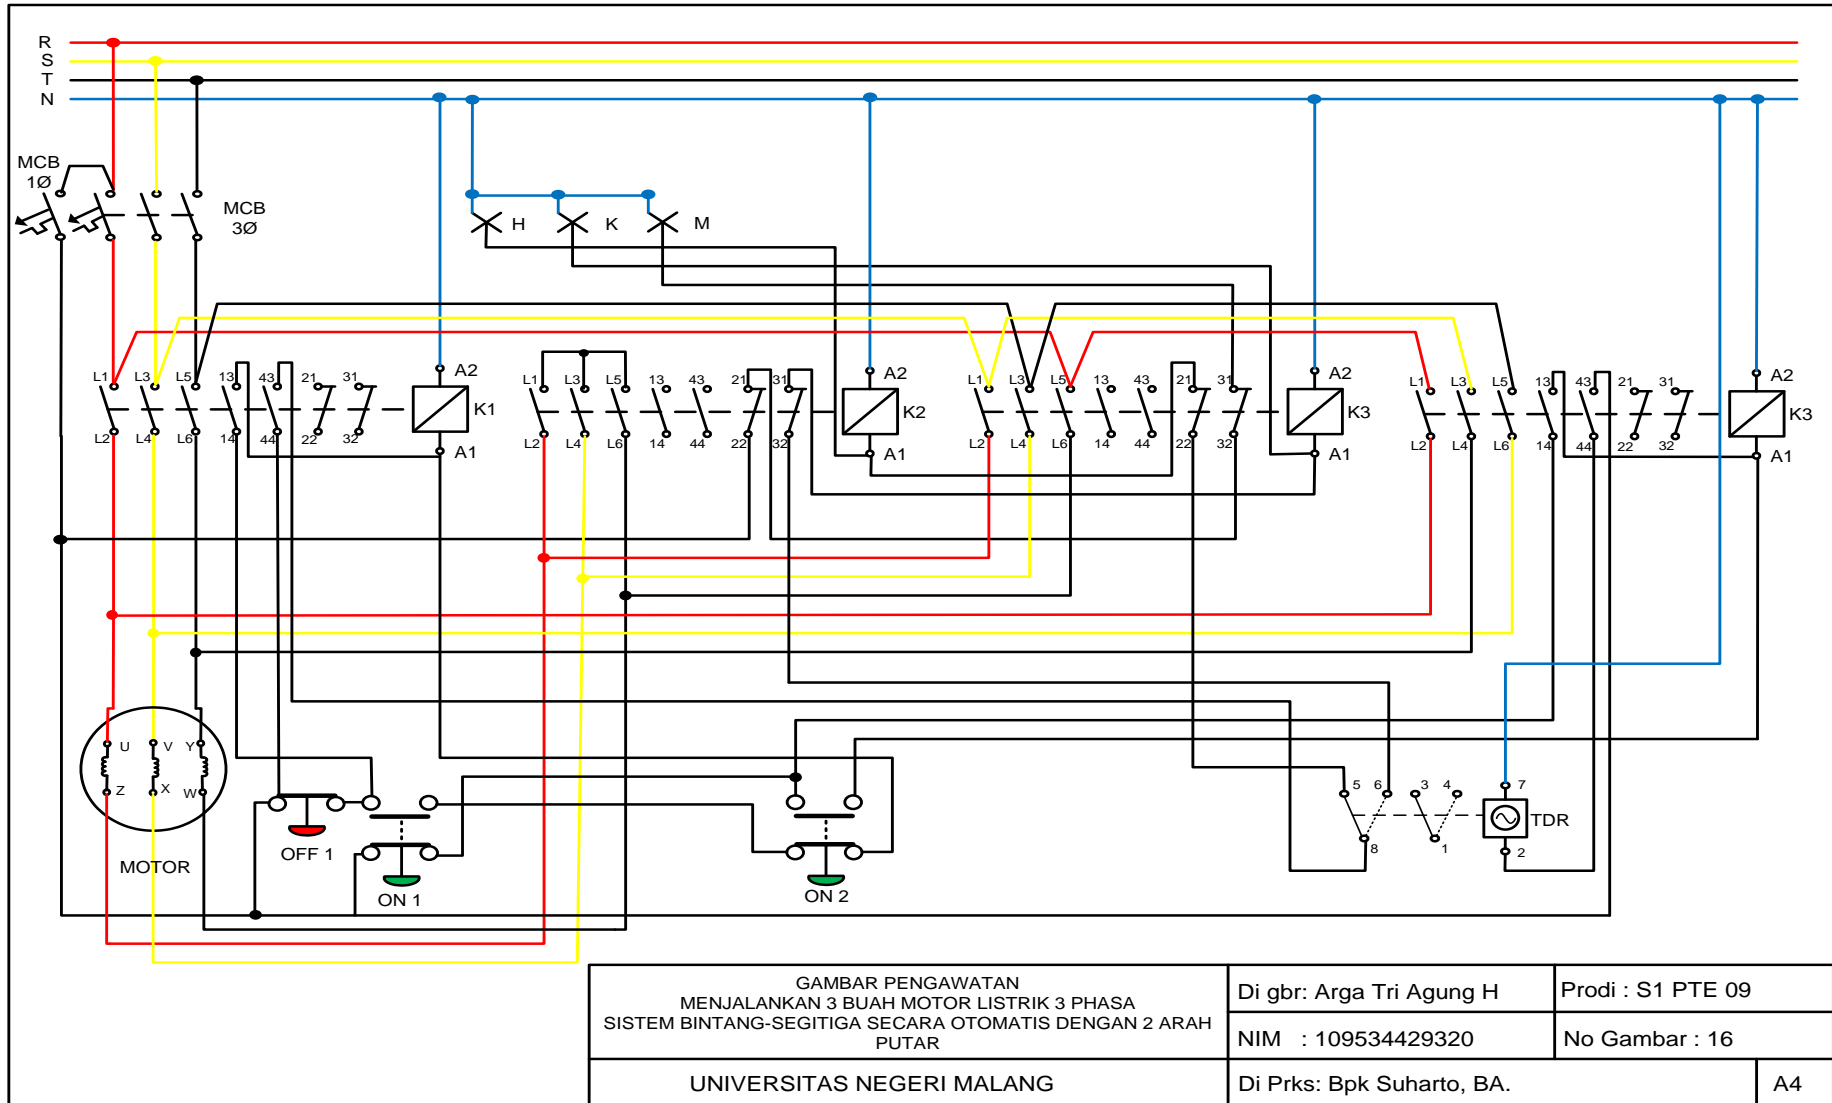 R
S
T
N
MCB
1Ø
MCB
3Ø
H K M
L1 L3 L5 13 43 21 31 A2
K1
L2 L4 L6 14 44 22 32 A1
L1 L3 L5 13 43 21 31 A2
K2
L2 L4 L6 14 44 22 32 A1
L1 L3 L5 13 43 21 31 A2
K3
L2 L4 L6 14 44 22 32 A1
L1 L3 L5 13 43 21 31 A2
K3
L2 L4 L6 14 44 22 32 A1
U V Y
Z X W
MOTOR
OFF 1
ON 1
ON 2
5 6 3 4 7
TDR
8 1 2
GAMBAR PENGAWATAN
MENJALANKAN 3 BUAH MOTOR LISTRIK 3 PHASA
SISTEM BINTANG-SEGITIGA SECARA OTOMATIS DENGAN 2 ARAH
PUTAR
Di gbr: Arga Tri Agung H
Prodi : S1 PTE 09
NIM : 109534429320
No Gambar : 16
UNIVERSITAS NEGERI MALANG
Di Prks: Bpk Suharto, BA.
A4